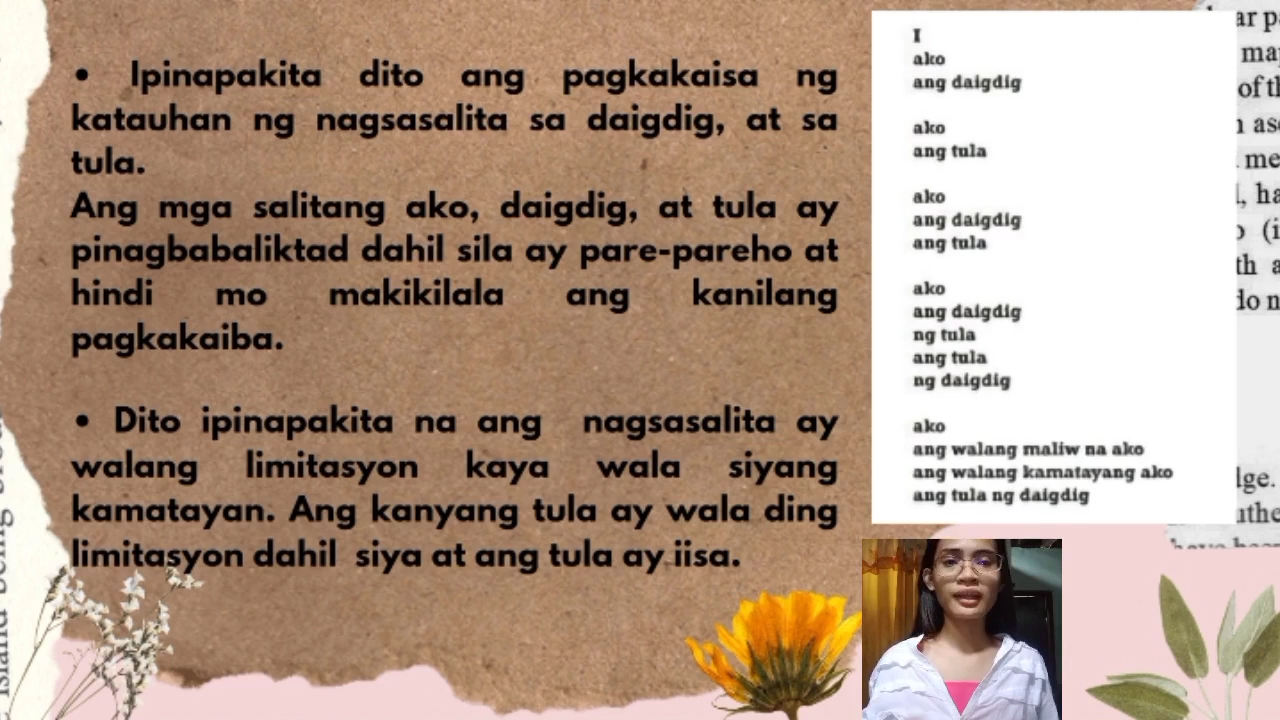 • Ipinapakita dito ang pagkakaisa ng
katauhan ng nagsasalita sa daigdig, at sa
tula.
Ang mga salitang ako, daigdig, at tula ay
pinagbabaliktad dahil sila ay pare-pareho at
hindi mo makikilala ang kanilang
pagkakaiba.
• Dito ipinapakita na ang nagsasalita ay
walang limitasyon kaya wala siyang
kamatayan. Ang kanyang tula ay wala ding
limitasyon dahil siya at ang tula ay iisa.
I
ako
ang daigdig
ako
ang tula
ako
ang daigdig
ang tula
ako
ang daigdig
ng tula
ang tula
ng daigdig
ako
ang walang maliw na ako
ang walang kamatayang ako
ang tula ng daigdig